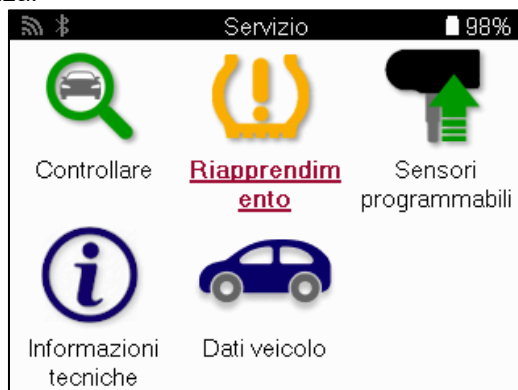 Servizio 98%
Controllare
Riapprendim
ento
Sensori
programmabili
Informazioni
tecniche
Dati veicolo